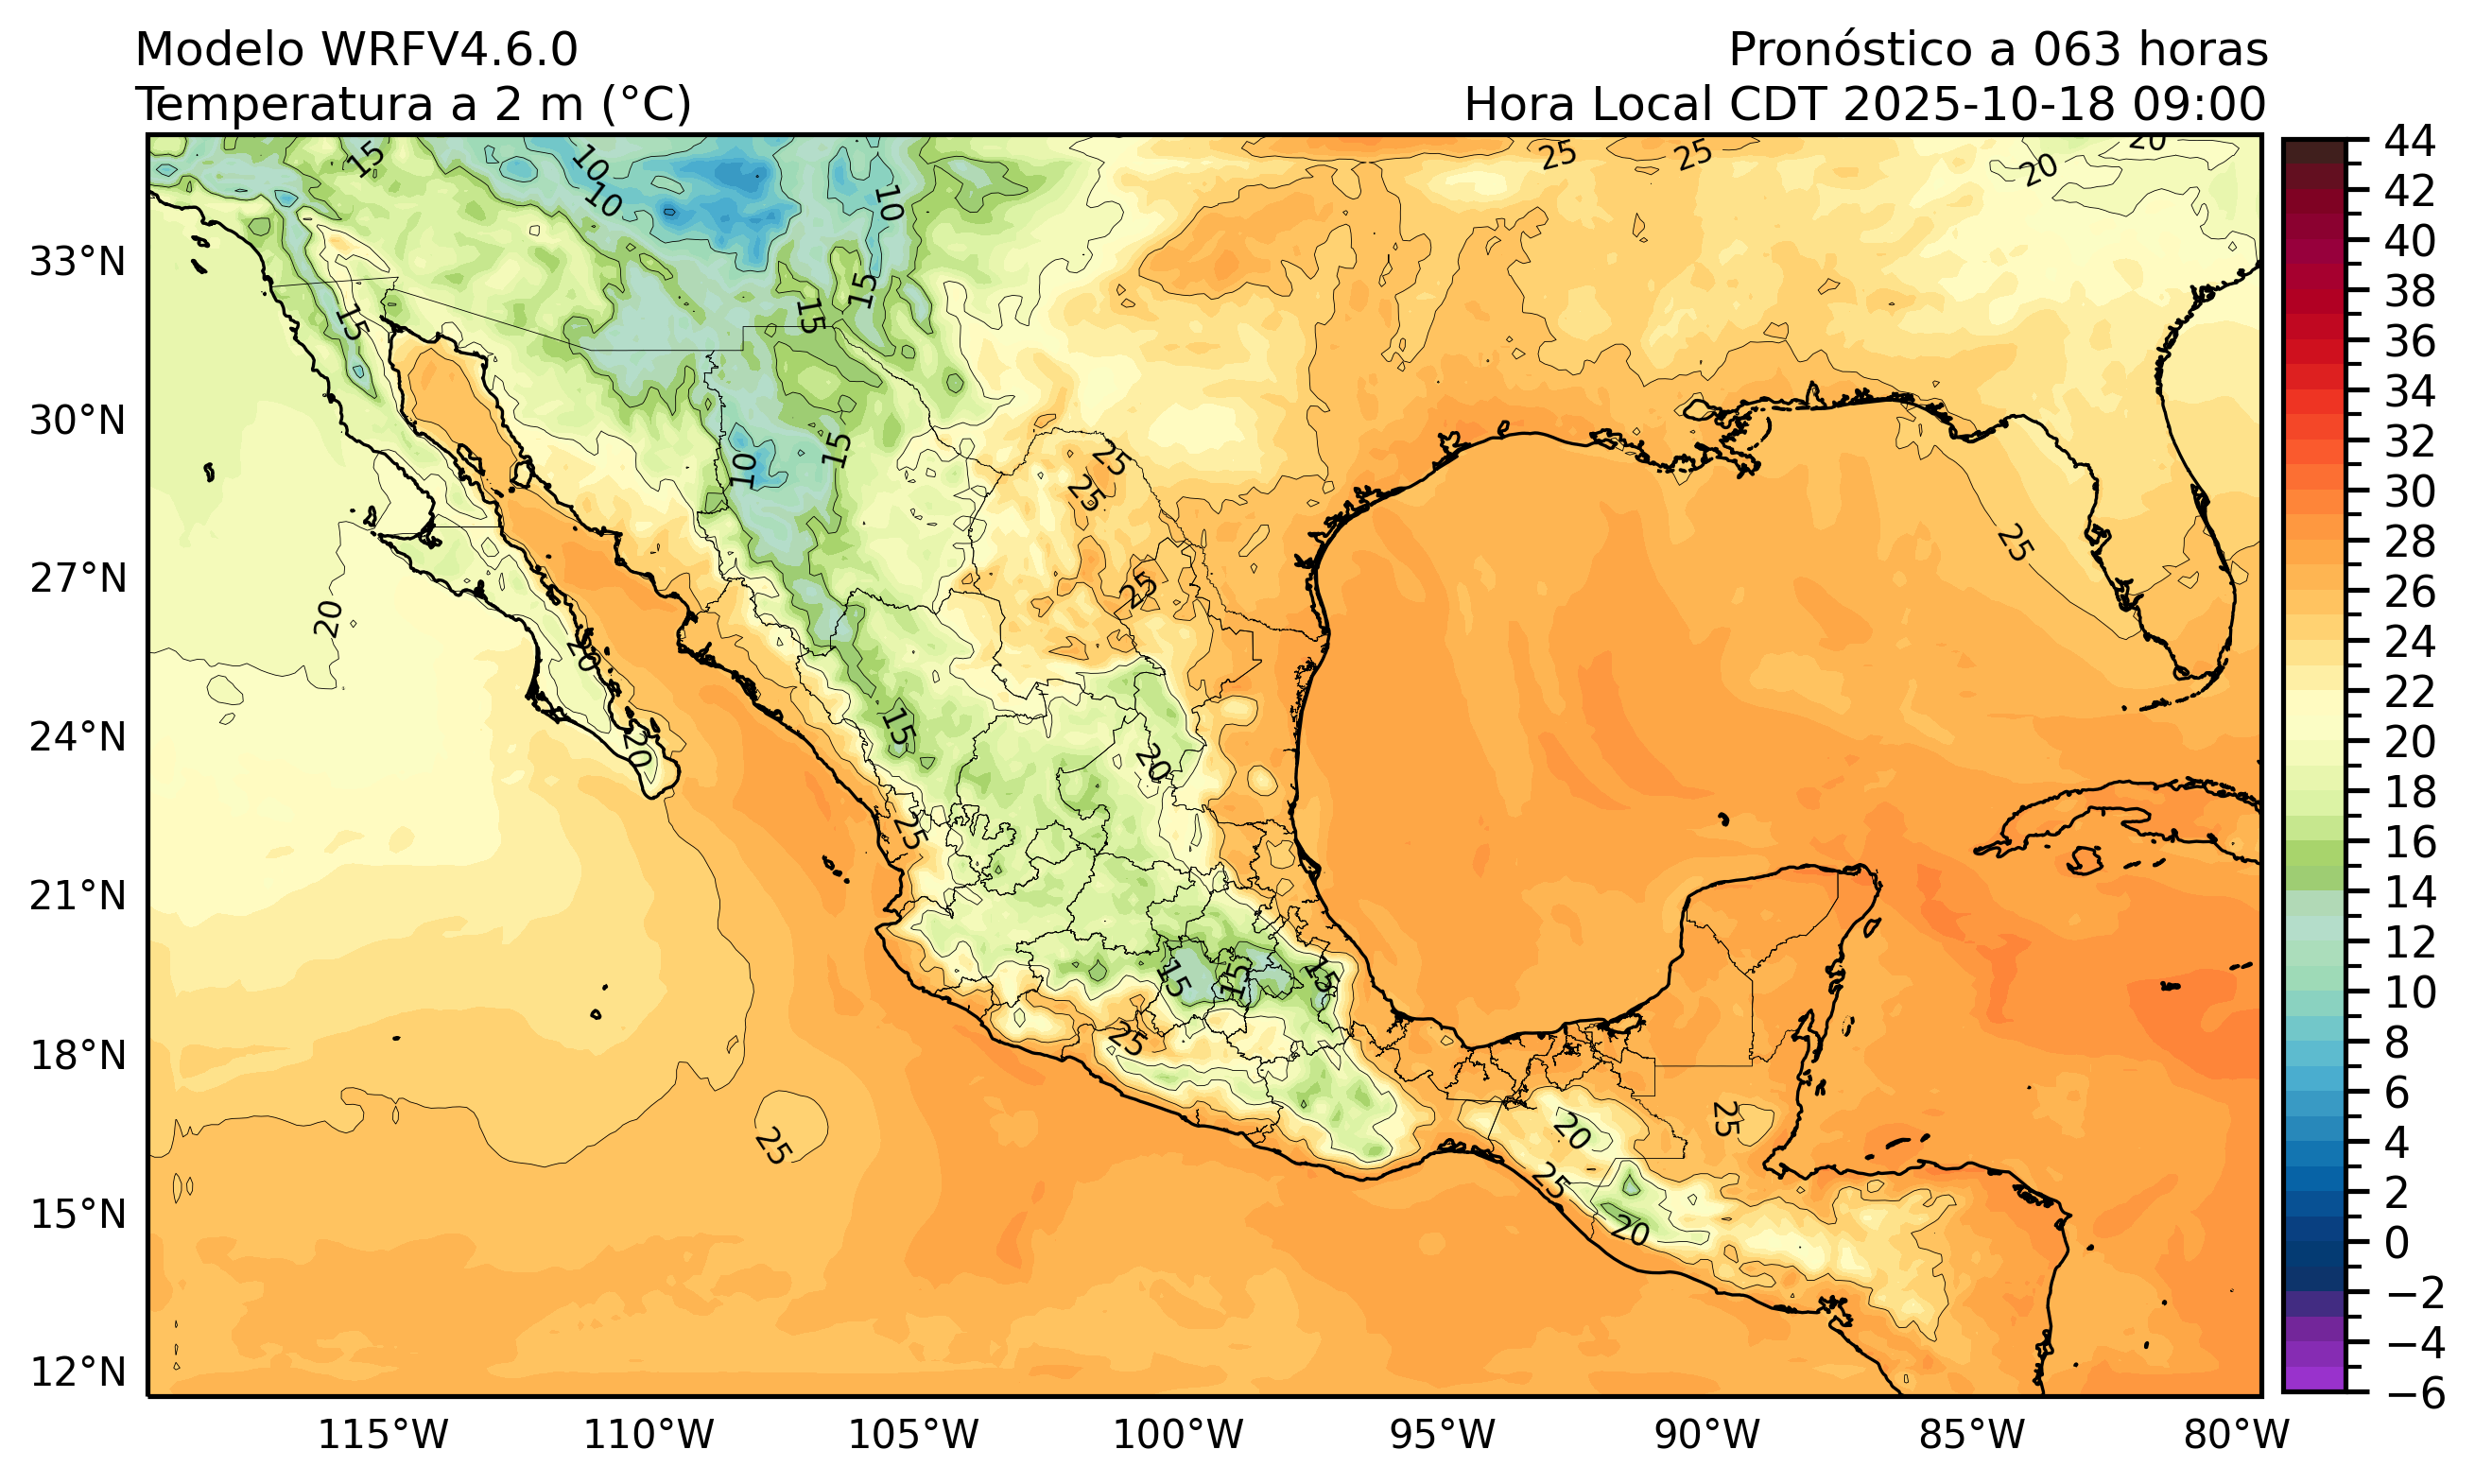 Modelo WRFV4.6.0
Pronóstico a 063 horas
Temperatura a 2 m (°C)
Hora Local CDT 2025-10-18 09:00
33°N
30°N
27°N
24°N
21°N
18°N
15°N
12°N
115°W
110°W
105°W
100°W
95°W
90°W
85°W
80°W
44
42
40
38
36
34
32
30
28
26
24
22
20
18
16
14
12
10
8
6
4
2
0
−2
−4
−6
15
10
10
10
25
25
20
20
15
15
15
10
15
25
25
25
25
20
20
20
15
20
25
15
15
15
25
25
25
20
25
20